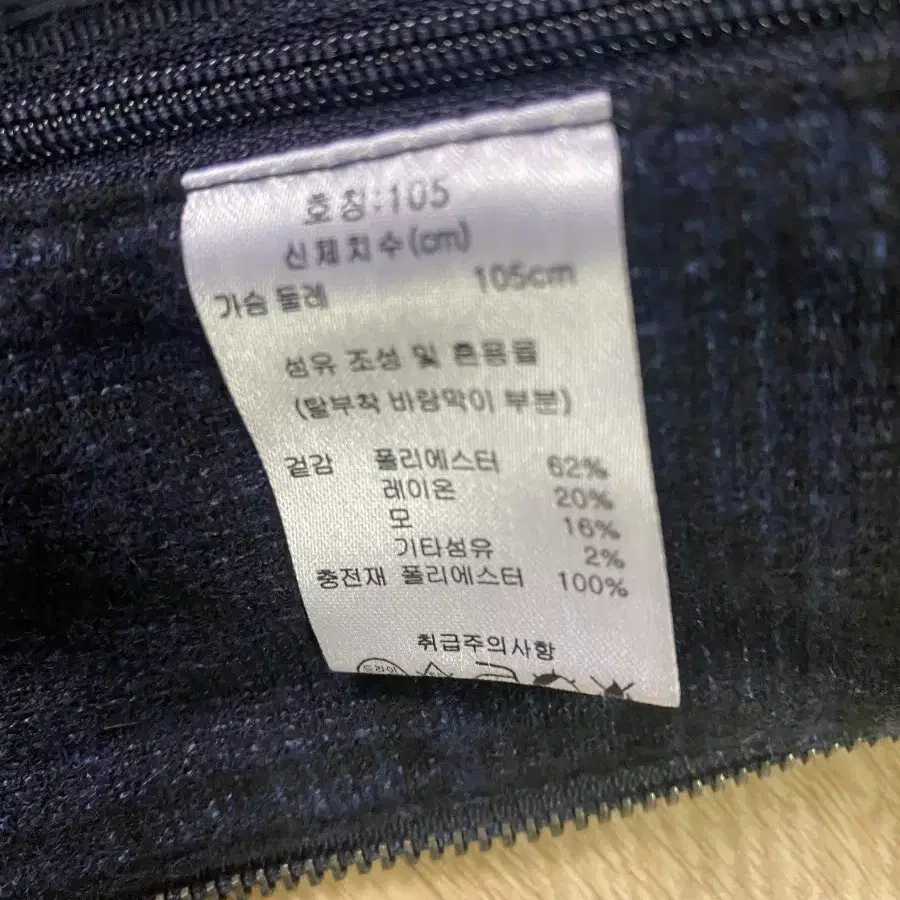 호칭:105
신체치수(cm)
가슴 둘레 105cm
섬유 조성 및 혼용률
(탈부착 바람막이 부분)
겉감 폴리에스터 62%
레이온 20%
모 16%
기타섬유 2%
충전재 폴리에스터 100%
취급주의사항
드라이